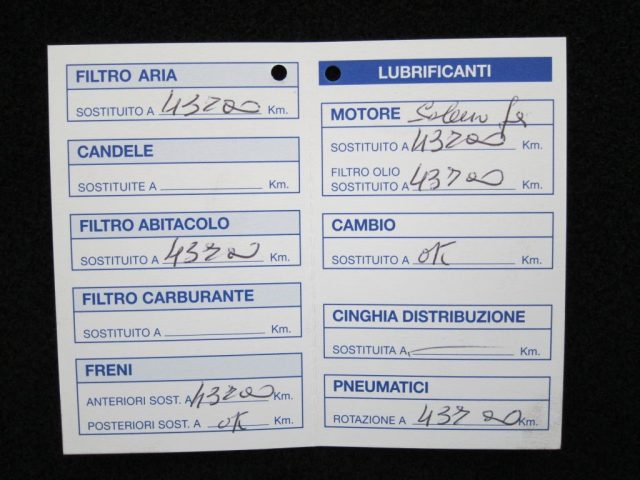 FILTRO ARIA
SOSTITUITO A 43200 Km.
CANDELE
SOSTITUITE A Km.
FILTRO ABITACOLO
SOSTITUITO A 43200 Km.
FILTRO CARBURANTE
SOSTITUITO A Km.
FRENI
ANTERIORI SOST. A 43200 Km.
POSTERIORI SOST. A OK Km.
LUBRIFICANTI
MOTORE
SOSTITUITO A 43200 Km.
FILTRO OLIO
SOSTITUITO A 43200 Km.
CAMBIO
SOSTITUITO A OK Km.
CINGHIA DISTRIBUZIONE
SOSTITUITA A Km.
PNEUMATICI
ROTAZIONE A 43200 Km.